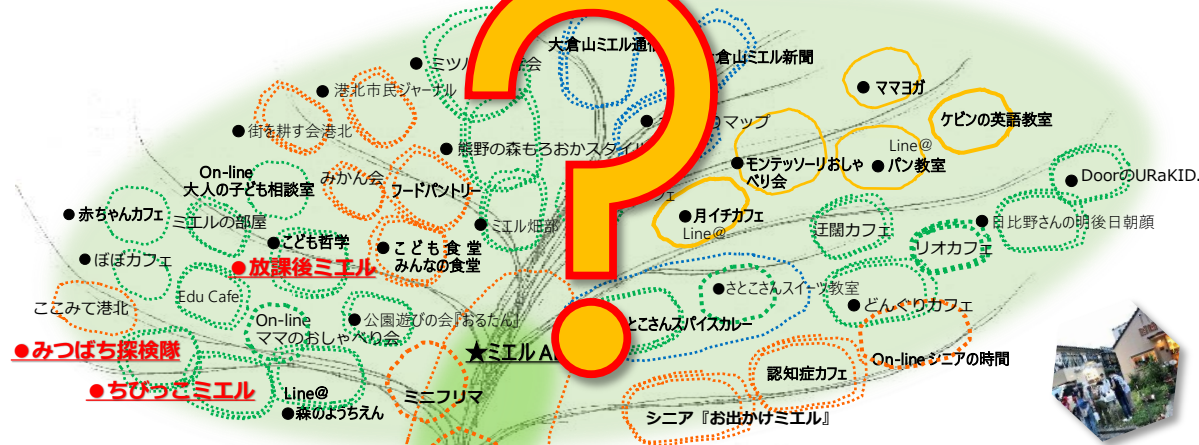 大倉山ミエル通信
倉山ミエル新聞
● ミツ
会
● 港北市民ジャーナル
● ママヨガ
● 街を耕す会港北
●
マップ
ケビンの英語教室
● 熊野の森もろおかスタイル
Line@
● パン教室
● モンテッソーリおしゃ
べり会
On-line
大人の子ども相談室
みかん会
フードパントリー
フェ
● DoorのURaKID.
● 赤ちゃんカフェ
ミエルの部屋
● ミエル畑部
● 月イチカフェ
Line@
王闊カフェ
● 日比野さんの明後日朝顔
● こども哲学
● こども食堂
みんなの食堂
リオカフェ
● ぽぽカフェ
● 放課後ミエル
ここみて港北
Edu Cafe
● さとこさんスイーツ教室
● どんぐりカフェ
On-line
ママのおしゃべり会
● 公園遊びの会『おるたん』
とこさんスパイスカレー
● みつばち探検隊
★ミエル A
On-line シニアの時間
認知症カフェ
● ちびっこミエル
Line@
● 森のようちえん
ミニフリマ
シニア『お出かけミエル』